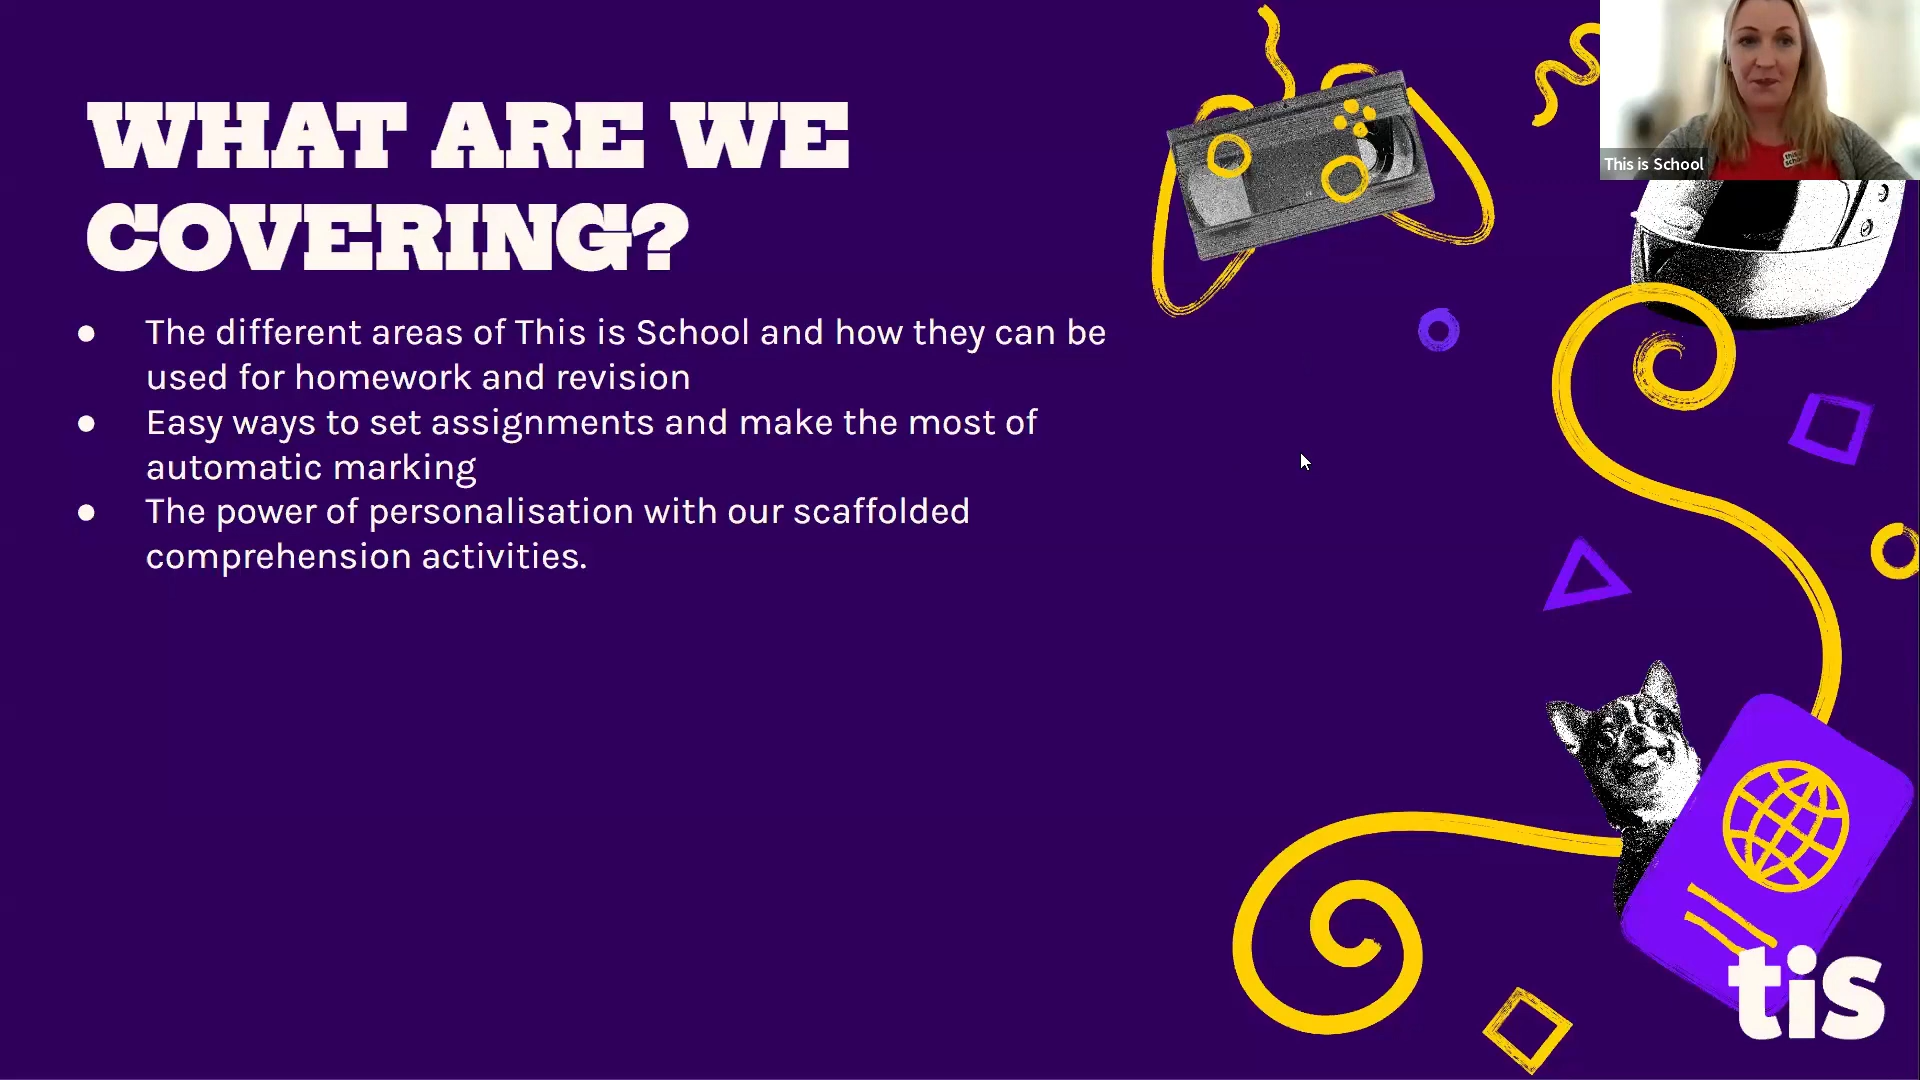 WHAT ARE WE
COVERING?
● The different areas of This is School and how they can be
used for homework and revision
● Easy ways to set assignments and make the most of
automatic marking
● The power of personalisation with our scaffolded
comprehension activities.
This is School
tis